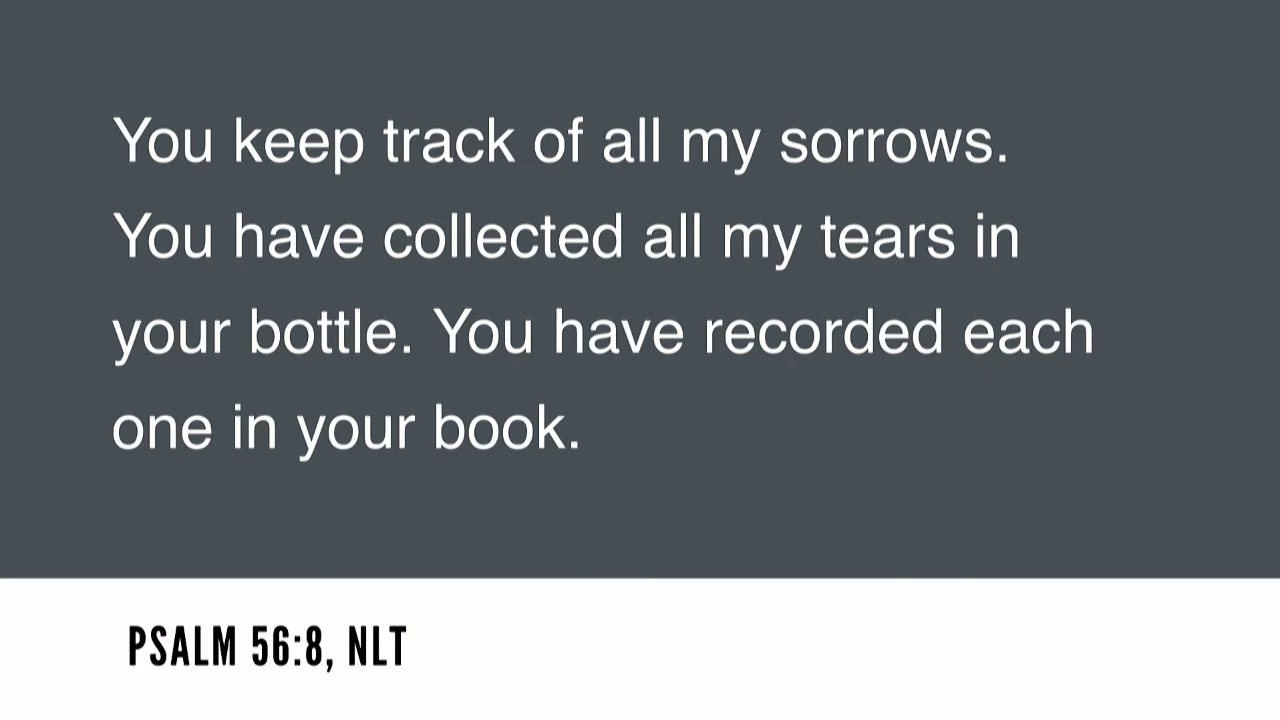 You keep track of all my sorrows.
You have collected all my tears in
your bottle. You have recorded each
one in your book.
PSALM 56:8, NLT